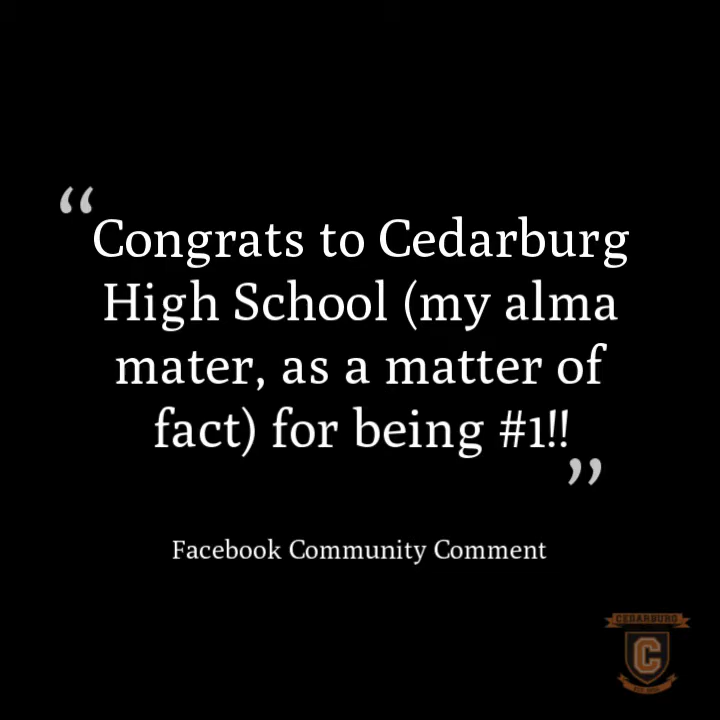 “
Congrats to Cedarburg
High School (my alma
mater, as a matter of
fact) for being #1!!
”
Facebook Community Comment
CEDARBURG
C